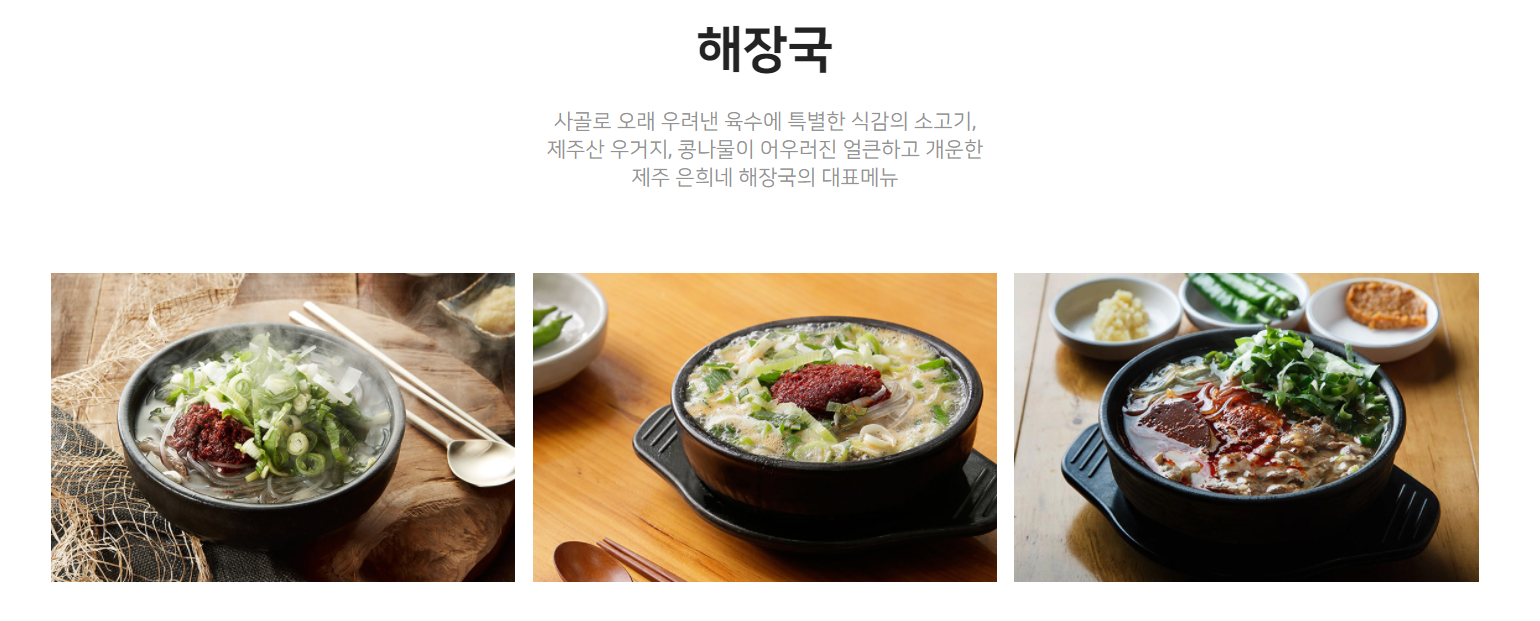 해장국
사골로 오래 우려낸 육수에 특별한 식감의 소고기,
제주산 우거지, 콩나물이 어우러진 얼큰하고 개운한
제주 은희네 해장국의 대표메뉴